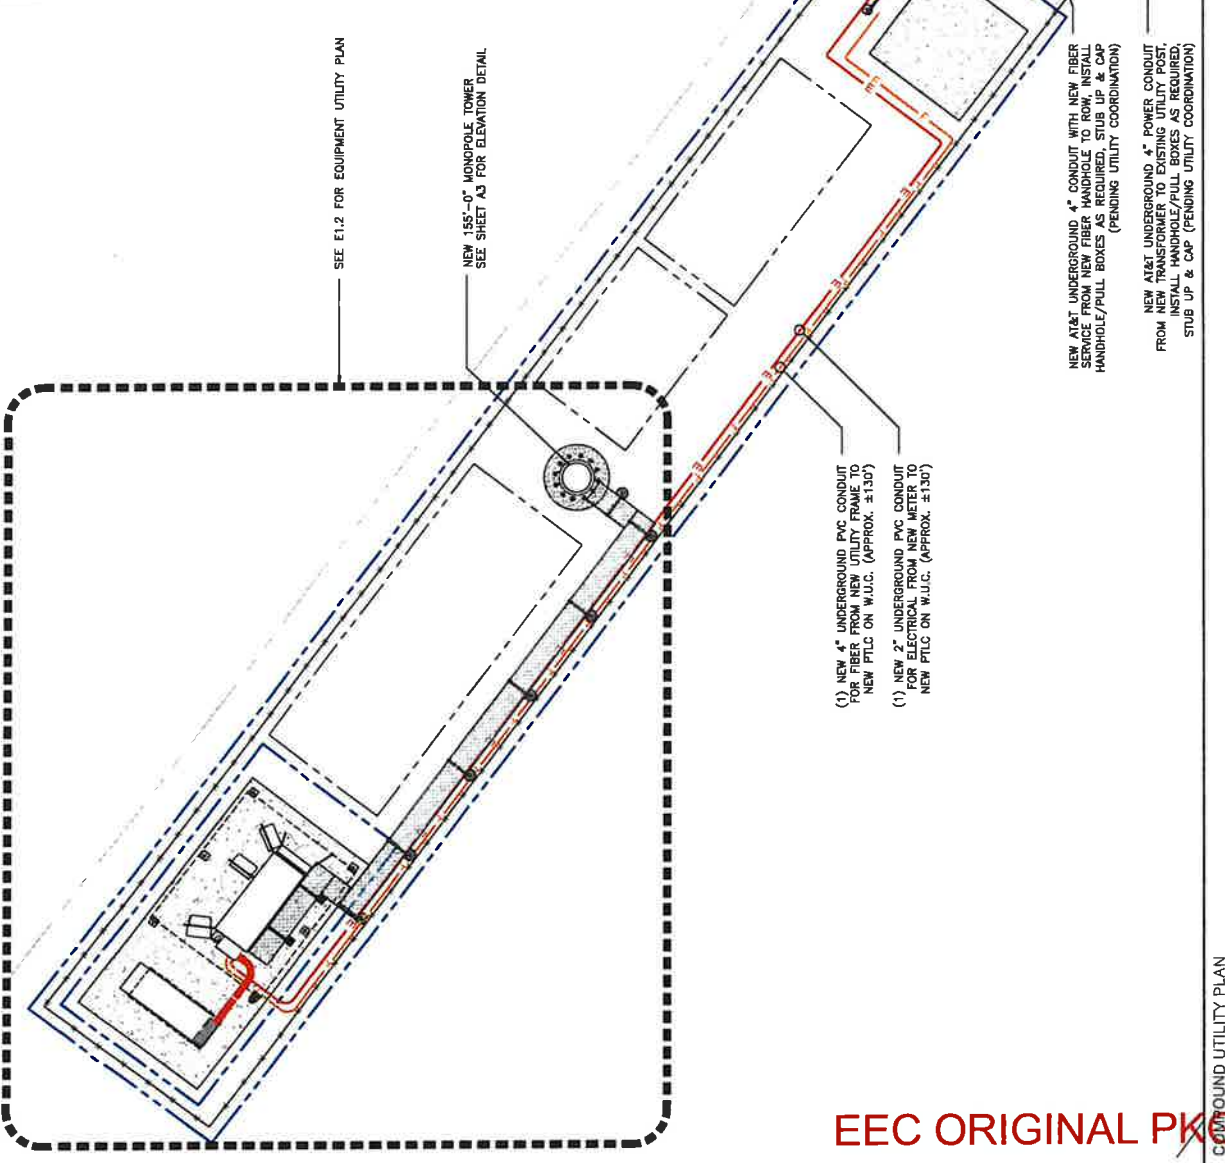 SEE E1.2 FOR EQUIPMENT UTILITY PLAN
NEW 155'-0" MONOPOLE TOWER
SEE SHEET A3 FOR ELEVATION DETAIL
(1) NEW 4" UNDERGROUND PVC CONDUIT
FOR FIBER FROM NEW UTILITY FRAME TO
NEW PTLC ON W.U.C. (APPROX. ±130')
(1) NEW 2" UNDERGROUND PVC CONDUIT
FOR ELECTRICAL FROM NEW METER TO
NEW PTLC ON W.U.C. (APPROX. ±130')
NEW AT&T UNDERGROUND 4" CONDUIT WITH NEW FIBER
SERVICE FROM NEW FIBER HANDHOLE TO ROW, INSTALL
HANDHOLE/PULL BOXES AS REQUIRED, STUB UP & CAP
(PENDING UTILITY COORDINATION)
NEW AT&T UNDERGROUND 4" POWER CONDUIT
FROM NEW TRANSFORMER TO EXISTING UTILITY POST,
INSTALL HANDHOLE/PULL BOXES AS REQUIRED,
STUB UP & CAP (PENDING UTILITY COORDINATION)
COMPOUND UTILITY PLAN
EEC ORIGINAL PKG